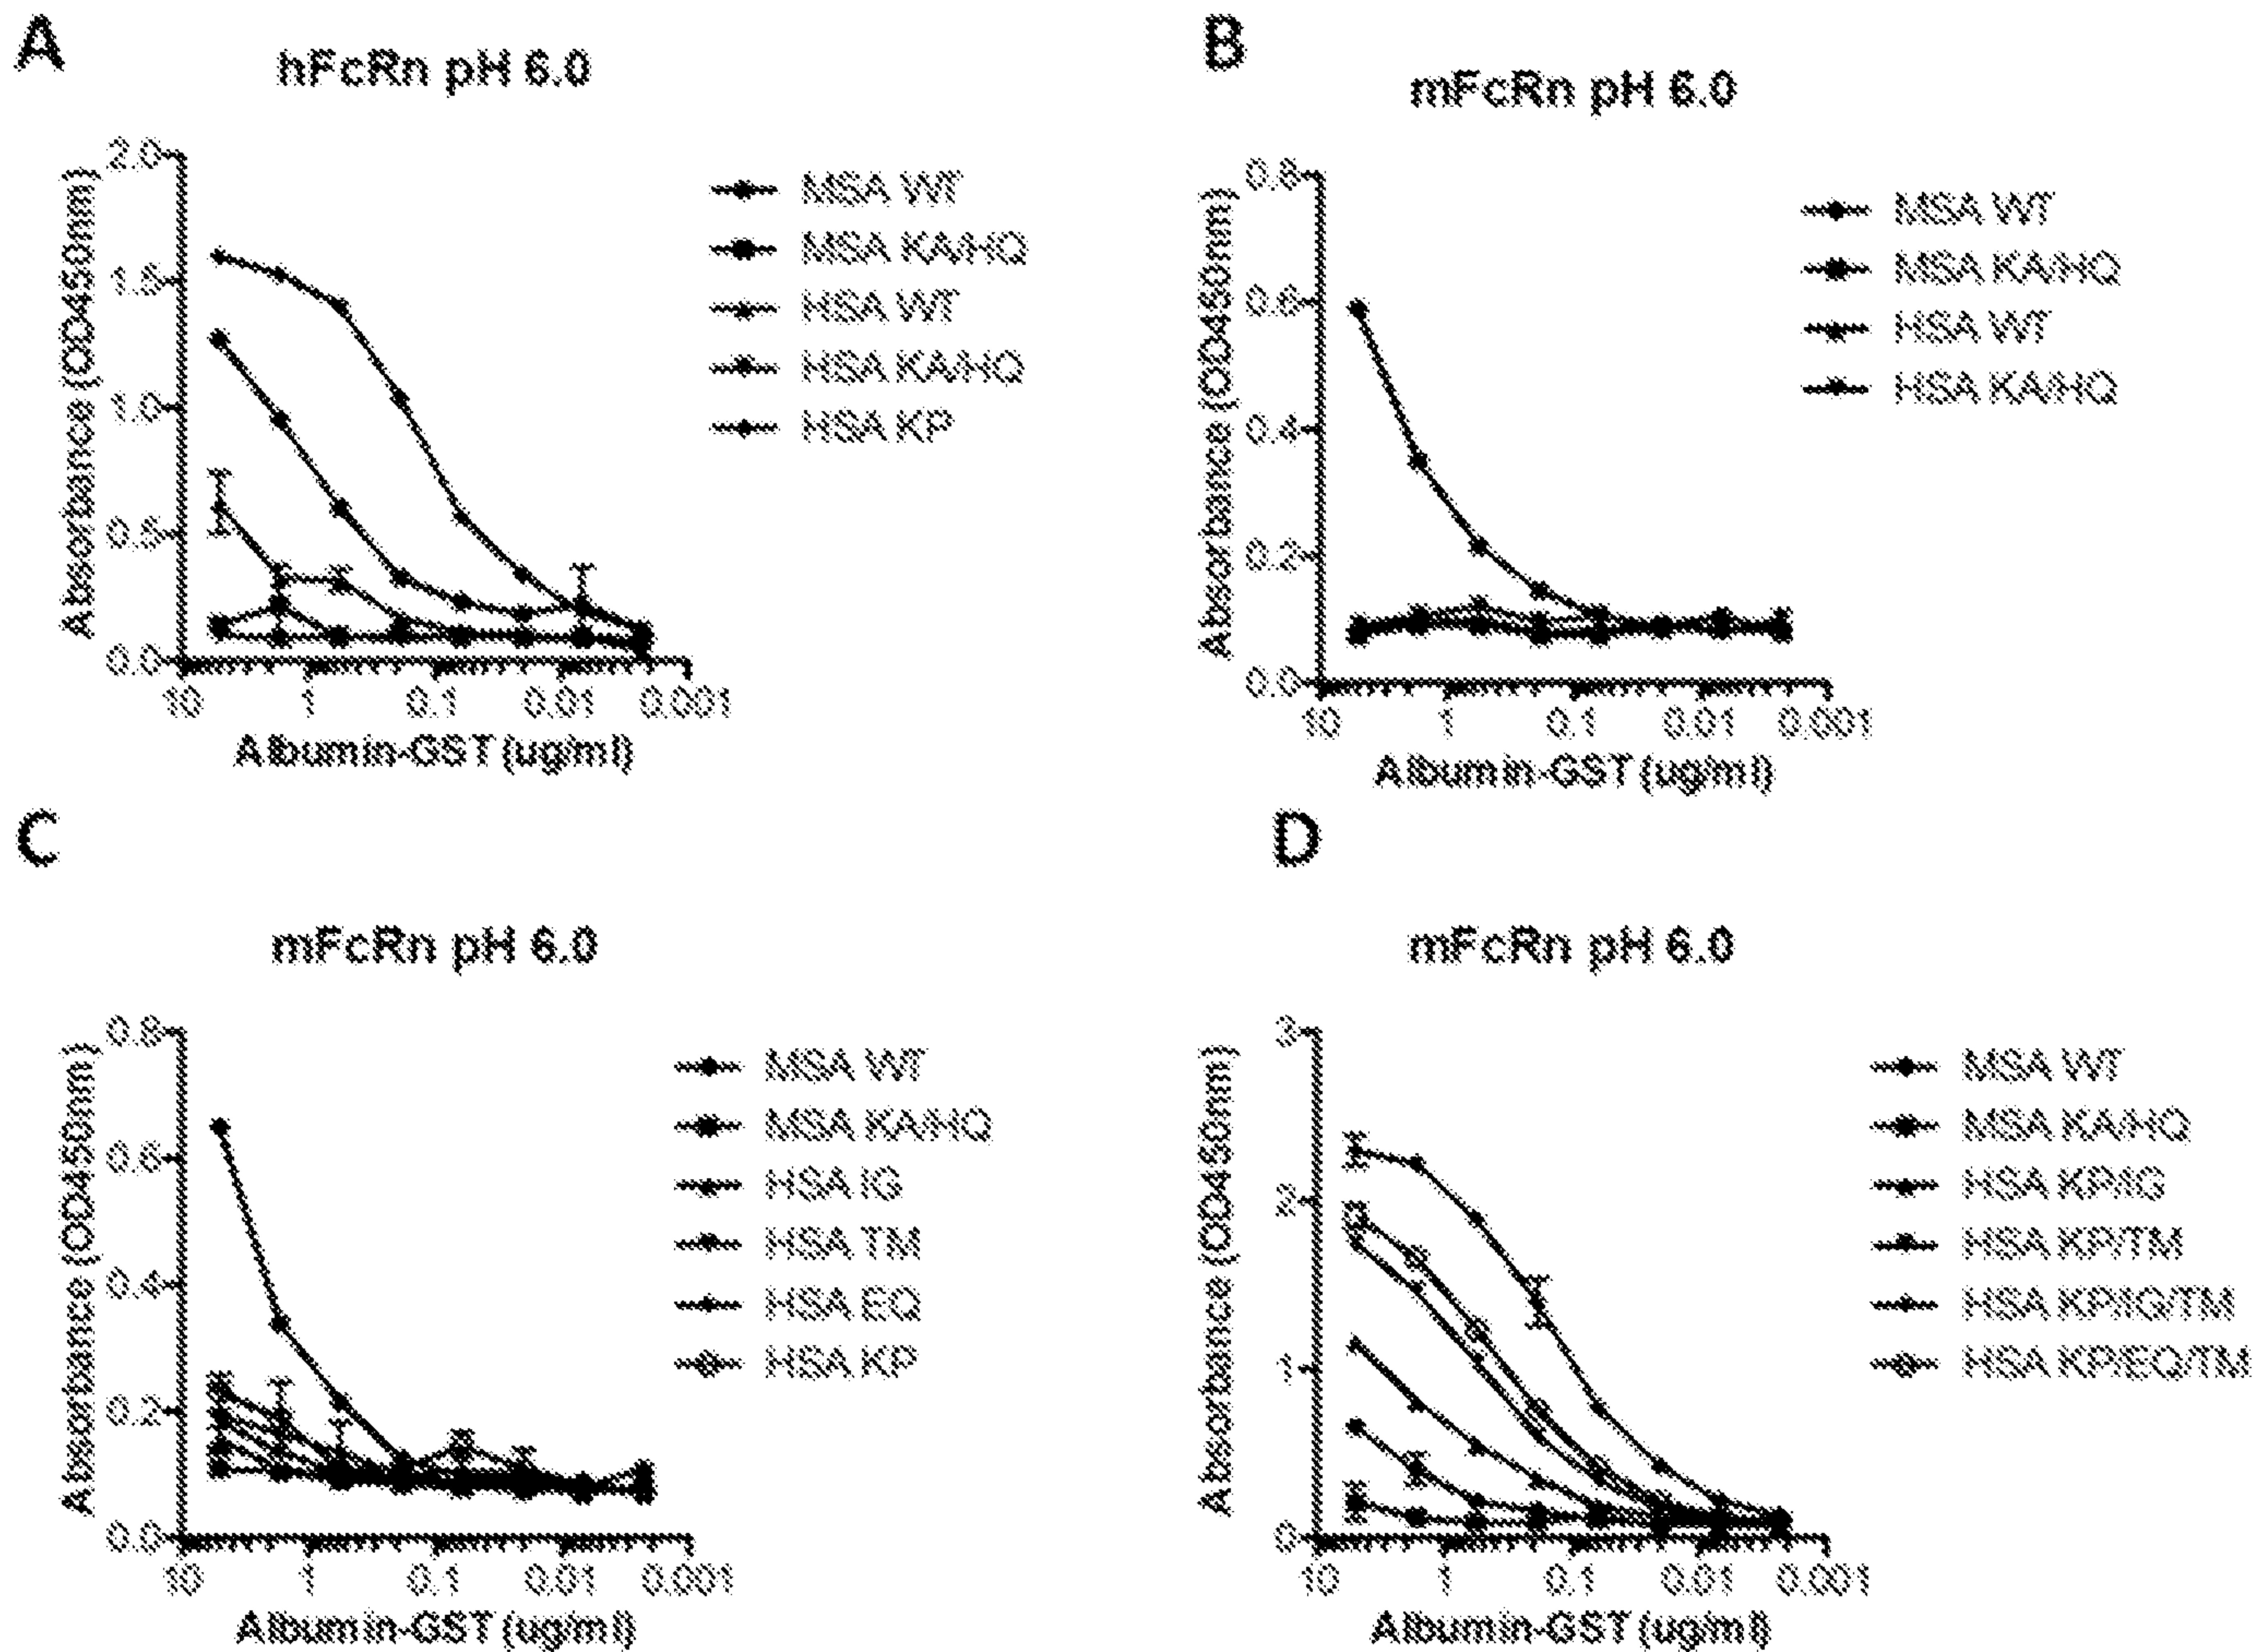 A
hFcRn pH 6.0
2.0
1.5
1.0
0.5
0.0
10 1 0.1 0.01 0.001
Absorbance (OD450nm)
Albumin-GST (ug/ml)
MSA WT
MSA KA/HQ
HSA WT
HSA KA/HQ
HSA KP
B
mFcRn pH 6.0
0.8
0.6
0.4
0.2
0.0
10 1 0.1 0.01 0.001
Absorbance (OD450nm)
Albumin-GST (ug/ml)
MSA WT
MSA KA/HQ
HSA WT
HSA KA/HQ
C
mFcRn pH 6.0
0.8
0.6
0.4
0.2
0.0
10 1 0.1 0.01 0.001
Absorbance (OD450nm)
Albumin-GST (ug/ml)
MSA WT
MSA KA/HQ
HSA IG
HSA TM
HSA EQ
HSA KP
D
mFcRn pH 6.0
3
2
1
0
10 1 0.1 0.01 0.001
Absorbance (OD450nm)
Albumin-GST (ug/ml)
MSA WT
MSA KA/HQ
HSA KP/IG
HSA KP/TM
HSA KP/IG/TM
HSA KP/EQ/TM